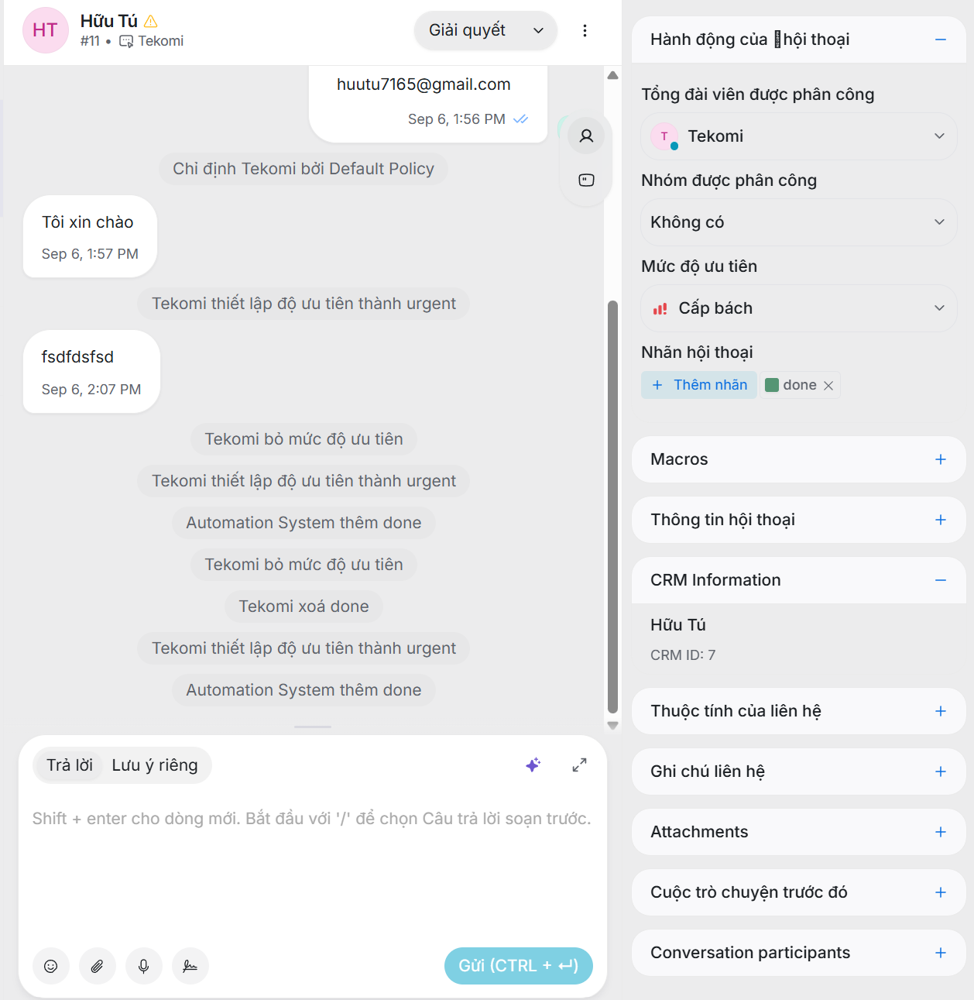 HT
Hữu Tú
#11 • Tekomi
Giải quyết
huutu7165@gmail.com
Sep 6, 1:56 PM
Chỉ định Tekomi bởi Default Policy
Tôi xin chào
Sep 6, 1:57 PM
Tekomi thiết lập độ ưu tiên thành urgent
fsdfdsfsd
Sep 6, 2:07 PM
Tekomi bỏ mức độ ưu tiên
Tekomi thiết lập độ ưu tiên thành urgent
Automation System thêm done
Tekomi bỏ mức độ ưu tiên
Tekomi xoá done
Tekomi thiết lập độ ưu tiên thành urgent
Automation System thêm done
Trả lời
Lưu ý riêng
Shift + enter cho dòng mới. Bắt đầu với '/' để chọn Câu trả lời soạn trước.
Gửi (CTRL + ↵)
Hành động của hội thoại
Tổng đài viên được phân công
T
Tekomi
Nhóm được phân công
Không có
Mức độ ưu tiên
Cấp bách
Nhãn hội thoại
+ Thêm nhãn
done
Macros
Thông tin hội thoại
CRM Information
Hữu Tú
CRM ID: 7
Thuộc tính của liên hệ
Ghi chú liên hệ
Attachments
Cuộc trò chuyện trước đó
Conversation participants